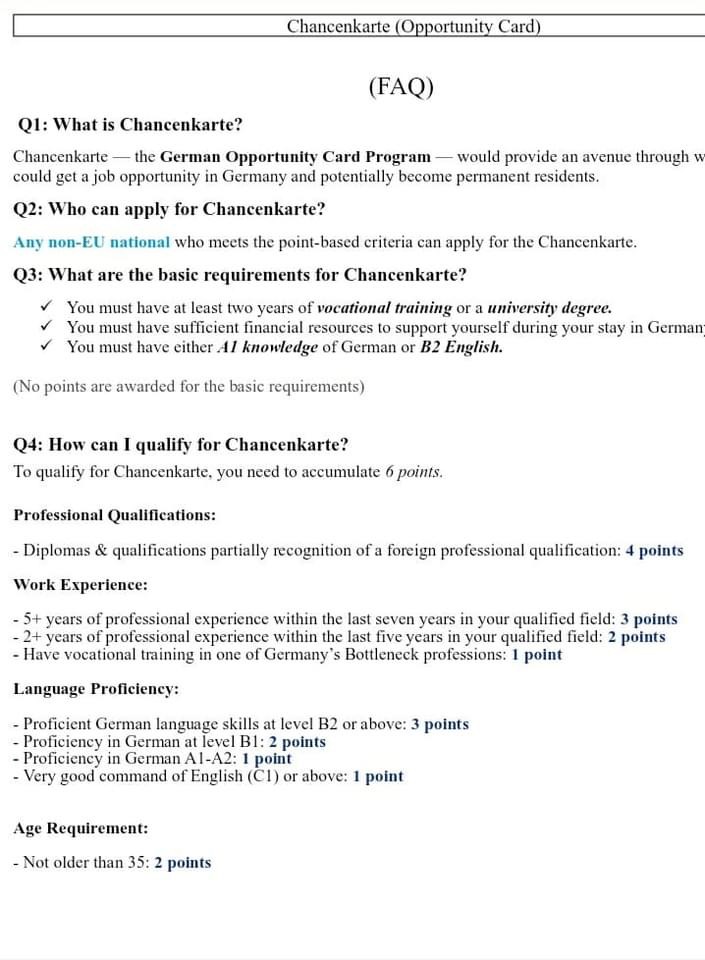 Chancenkarte (Opportunity Card)
(FAQ)
Q1: What is Chancenkarte?
Chancenkarte — the German Opportunity Card Program — would provide an avenue through
could get a job opportunity in Germany and potentially become permanent residents.
Q2: Who can apply for Chancenkarte?
Any non-EU national who meets the point-based criteria can apply for the Chancenkarte.
Q3: What are the basic requirements for Chancenkarte?
✓ You must have at least two years of vocational training or a university degree.
✓ You must have sufficient financial resources to support yourself during your stay in
✓ You must have either A1 knowledge of German or B2 English.
(No points are awarded for the basic requirements)
Q4: How can I qualify for Chancenkarte?
To qualify for Chancenkarte, you need to accumulate 6 points.
Professional Qualifications:
- Diplomas & qualifications partially recognition of a foreign professional qualification: 4 points
Work Experience:
- 5+ years of professional experience within the last seven years in your qualified field: 3 points
- 2+ years of professional experience within the last five years in your qualified field: 2 points
- Have vocational training in one of Germany's Bottleneck professions: 1 point
Language Proficiency:
- Proficient German language skills at level B2 or above: 3 points
- Proficiency in German at level B1: 2 points
- Proficiency in German A1-A2: 1 point
- Very good command of English (C1) or above: 1 point
Age Requirement:
- Not older than 35: 2 points